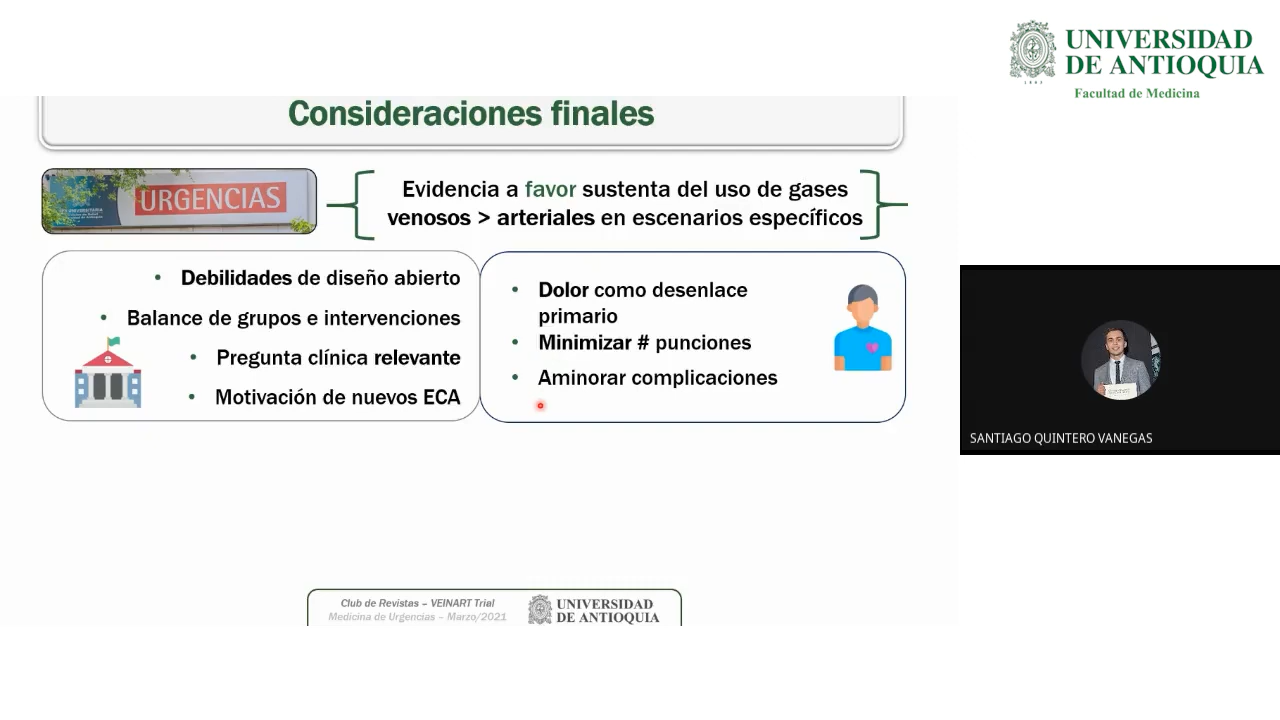 UNIVERSIDAD
DE ANTIOQUIA
1803
Facultad de Medicina
Consideraciones finales
URGENCIAS
Evidencia a favor sustenta del uso de gases
venosos > arteriales en escenarios específicos
• Debilidades de diseño abierto
• Balance de grupos e intervenciones
• Pregunta clínica relevante
• Motivación de nuevos ECA
• Dolor como desenlace
primario
• Minimizar # punciones
• Aminorar complicaciones
SANTIAGO QUINTERO VANEGAS
Club de Revistas – VEINART Trial
Medicina de Urgencias – Marzo/2021
UNIVERSIDAD
DE ANTIOQUIA